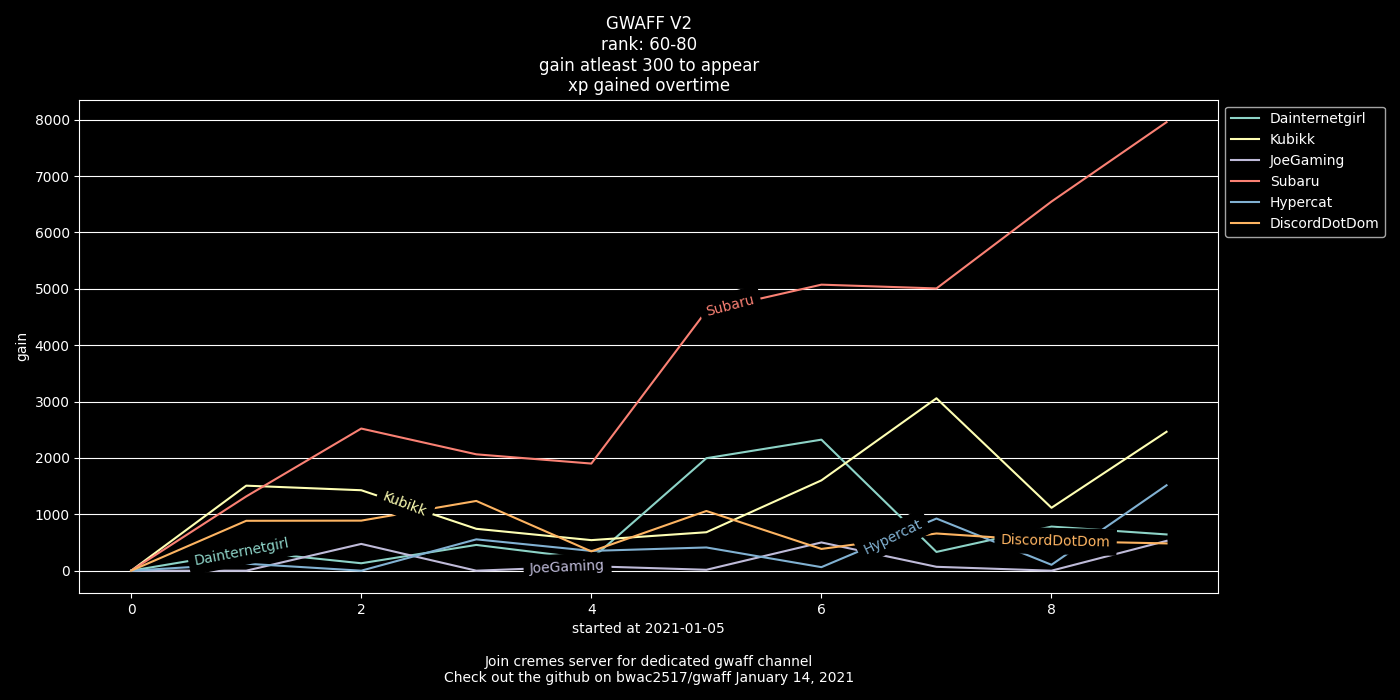 GWAFF V2
rank: 60-80
gain atleast 300 to appear
xp gained overtime
8000
7000
6000
5000
4000
3000
2000
1000
0
gain
Subaru
Kubikk
Dainternetgirl
JoeGaming
Hypercat
DiscordDotDom
Dainternetgirl
Kubikk
JoeGaming
Subaru
Hypercat
DiscordDotDom
0 2 4 6 8
started at 2021-01-05
Join cremes server for dedicated gwaff channel
Check out the github on bwac2517/gwaff January 14, 2021